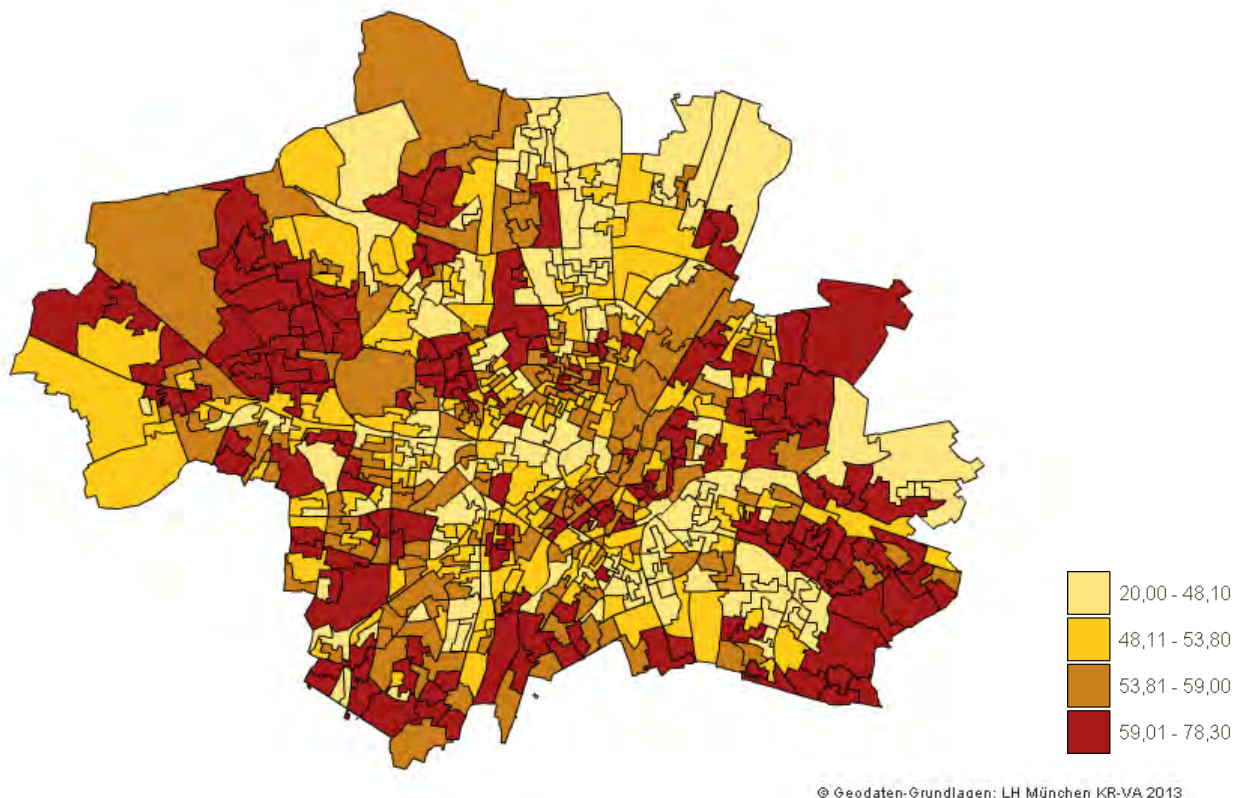 20,00 - 48,10
48,11 - 53,80
53,81 - 59,00
59,01 - 78,30
© Geodaten-Grundlagen: LH München KR-VA 2013